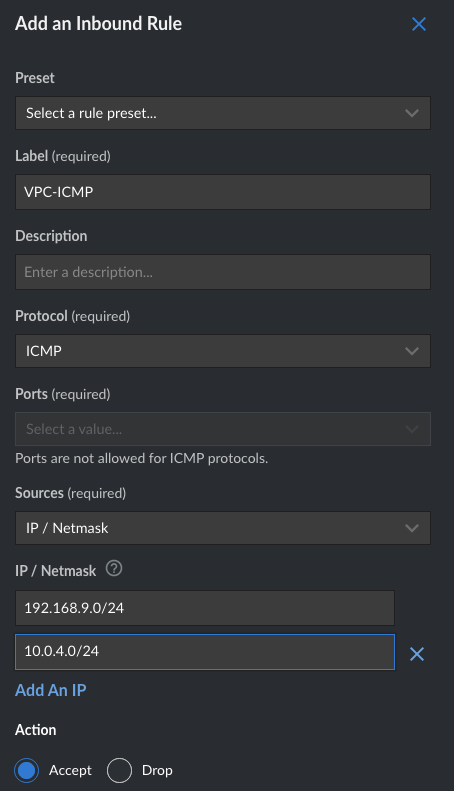 Add an Inbound Rule
Preset
Select a rule preset...
Label (required)
VPC-ICMP
Description
Enter a description...
Protocol (required)
ICMP
Ports (required)
Select a value...
Ports are not allowed for ICMP protocols.
Sources (required)
IP / Netmask
IP / Netmask ?
192.168.9.0/24
10.0.4.0/24
Add An IP
Action
Accept Drop